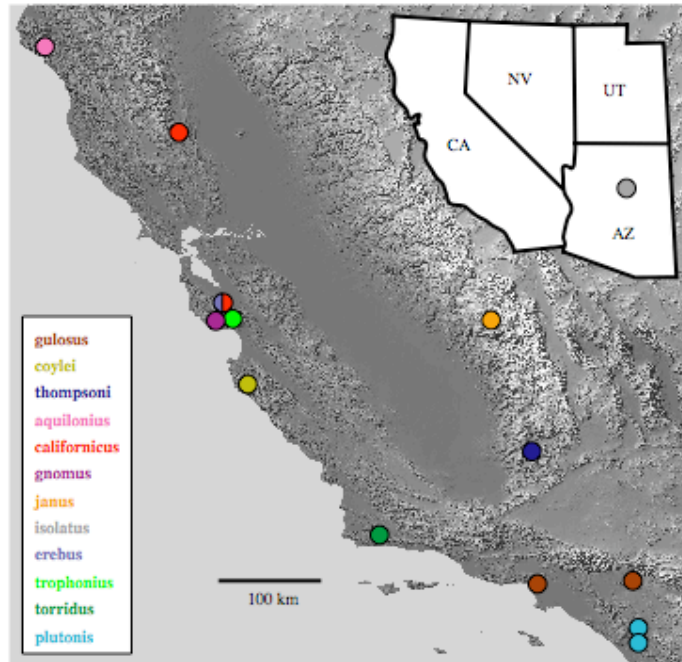 NV
UT
CA
AZ
gulosus
coylei
thompsoni
aquilonius
californicus
gnomus
janus
isolatus
erebus
trophonius
torridus
plutonis
100 km